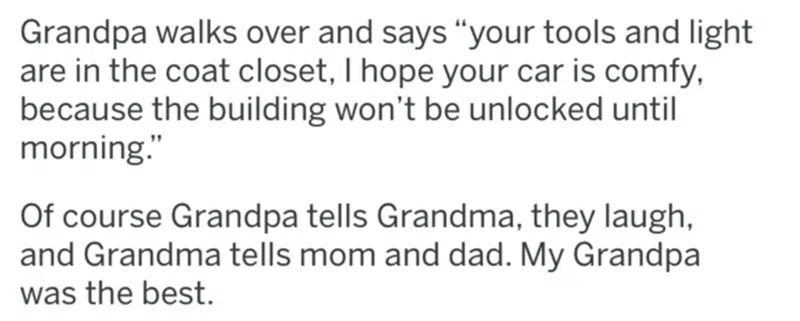 Grandpa walks over and says “your tools and light
are in the coat closet, I hope your car is comfy,
because the building won’t be unlocked until
morning.”
Of course Grandpa tells Grandma, they laugh,
and Grandma tells mom and dad. My Grandpa
was the best.